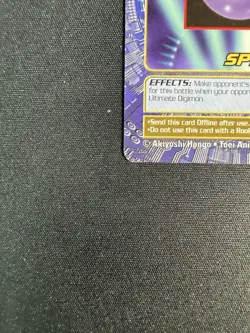 SP
EFFECTS: Make opponent's
for this battle when your oppon
Ultimate Digimon.
•Send this card Offline after use.
•Do not use this card with a Rook
© Akiyoshi Hongo • Toei Ani